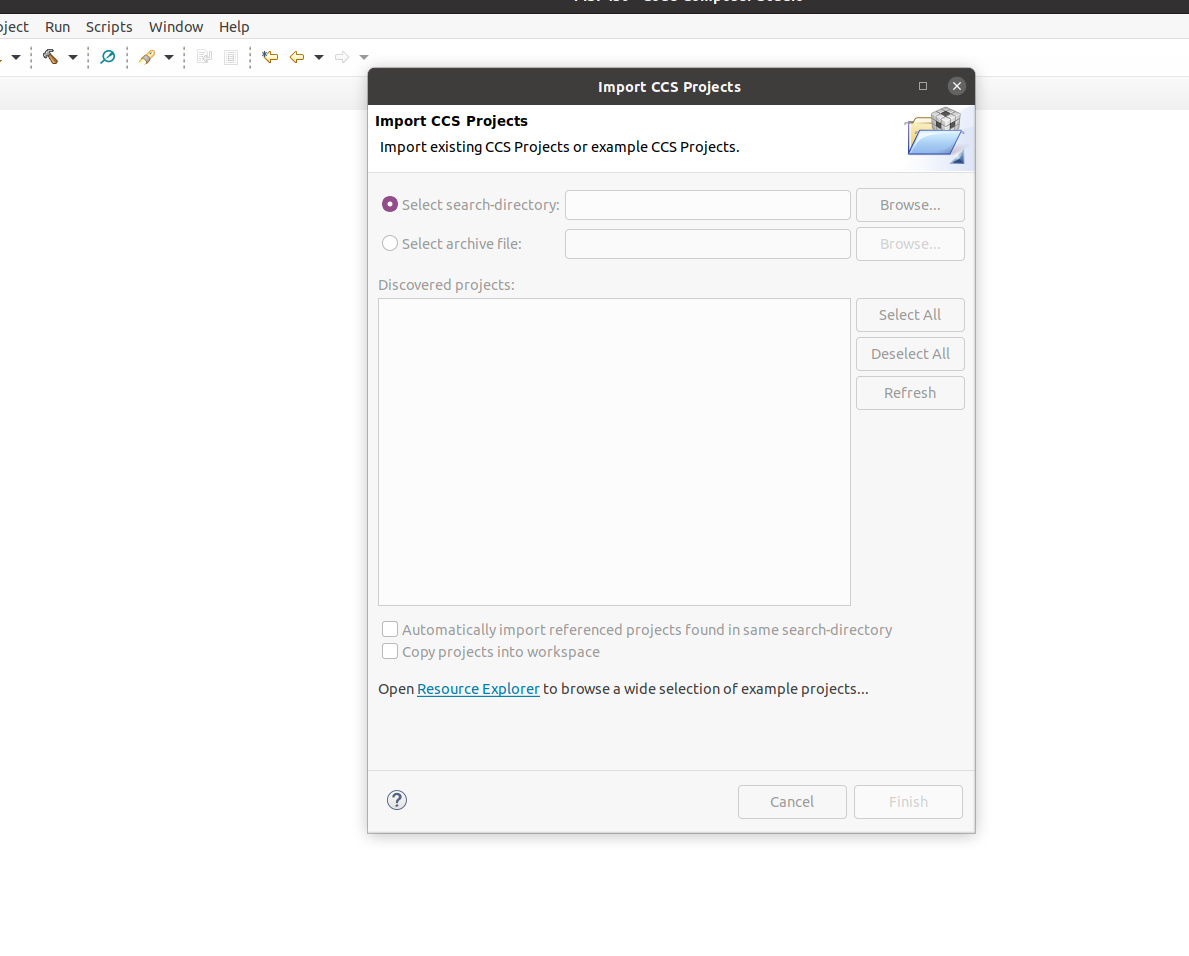 Run Scripts Window Help
Import CCS Projects
Import CCS Projects
Import existing CCS Projects or example CCS Projects.
Select search-directory:
Browse...
Select archive file:
Browse...
Discovered projects:
Select All
Deselect All
Refresh
Automatically import referenced projects found in same search-directory
Copy projects into workspace
Open Resource Explorer to browse a wide selection of example projects...
?
Cancel
Finish